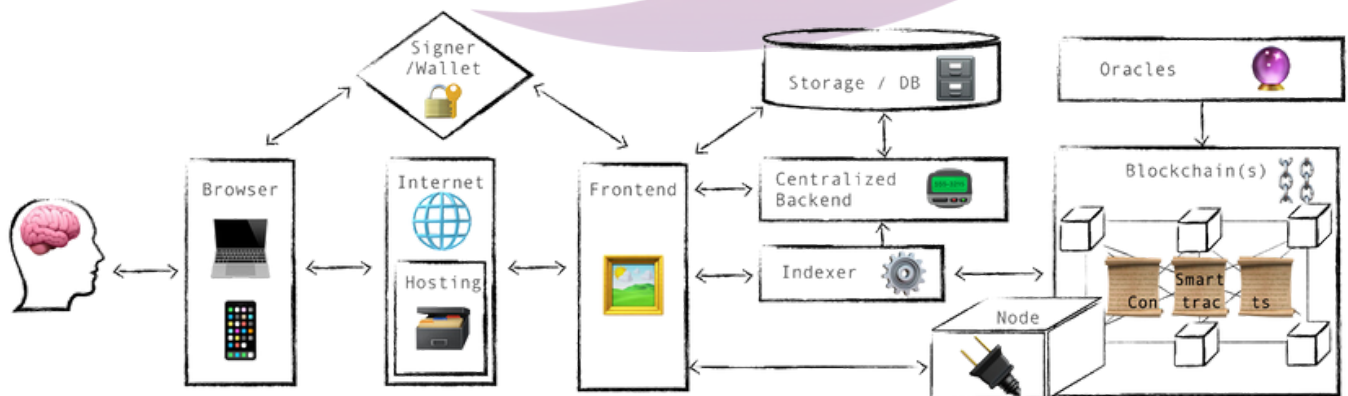 Signer
/Wallet
Storage / DB
Oracles
Browser
Internet
Hosting
Frontend
Centralized
Backend
Indexer
Node
Blockchain(s)
Smart
Con trac ts